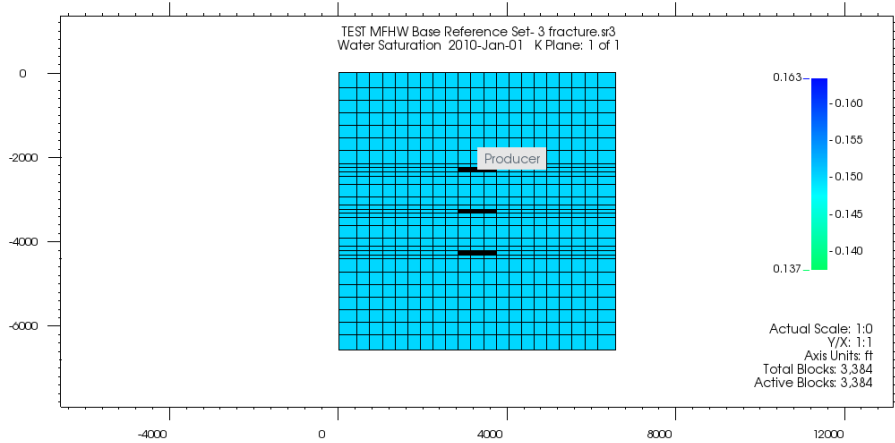 TEST MFHW Base Reference Set- 3 fracture.sr3
Water Saturation 2010-Jan-01 K Plane: 1 of 1
0
-2000
-4000
-6000
Producer
0.163
0.160
0.155
0.150
0.145
0.140
0.137
Actual Scale: 1:0
Y/X: 1:1
Axis Units: ft
Total Blocks: 3,384
Active Blocks: 3,384
-4000 0 4000 8000 12000